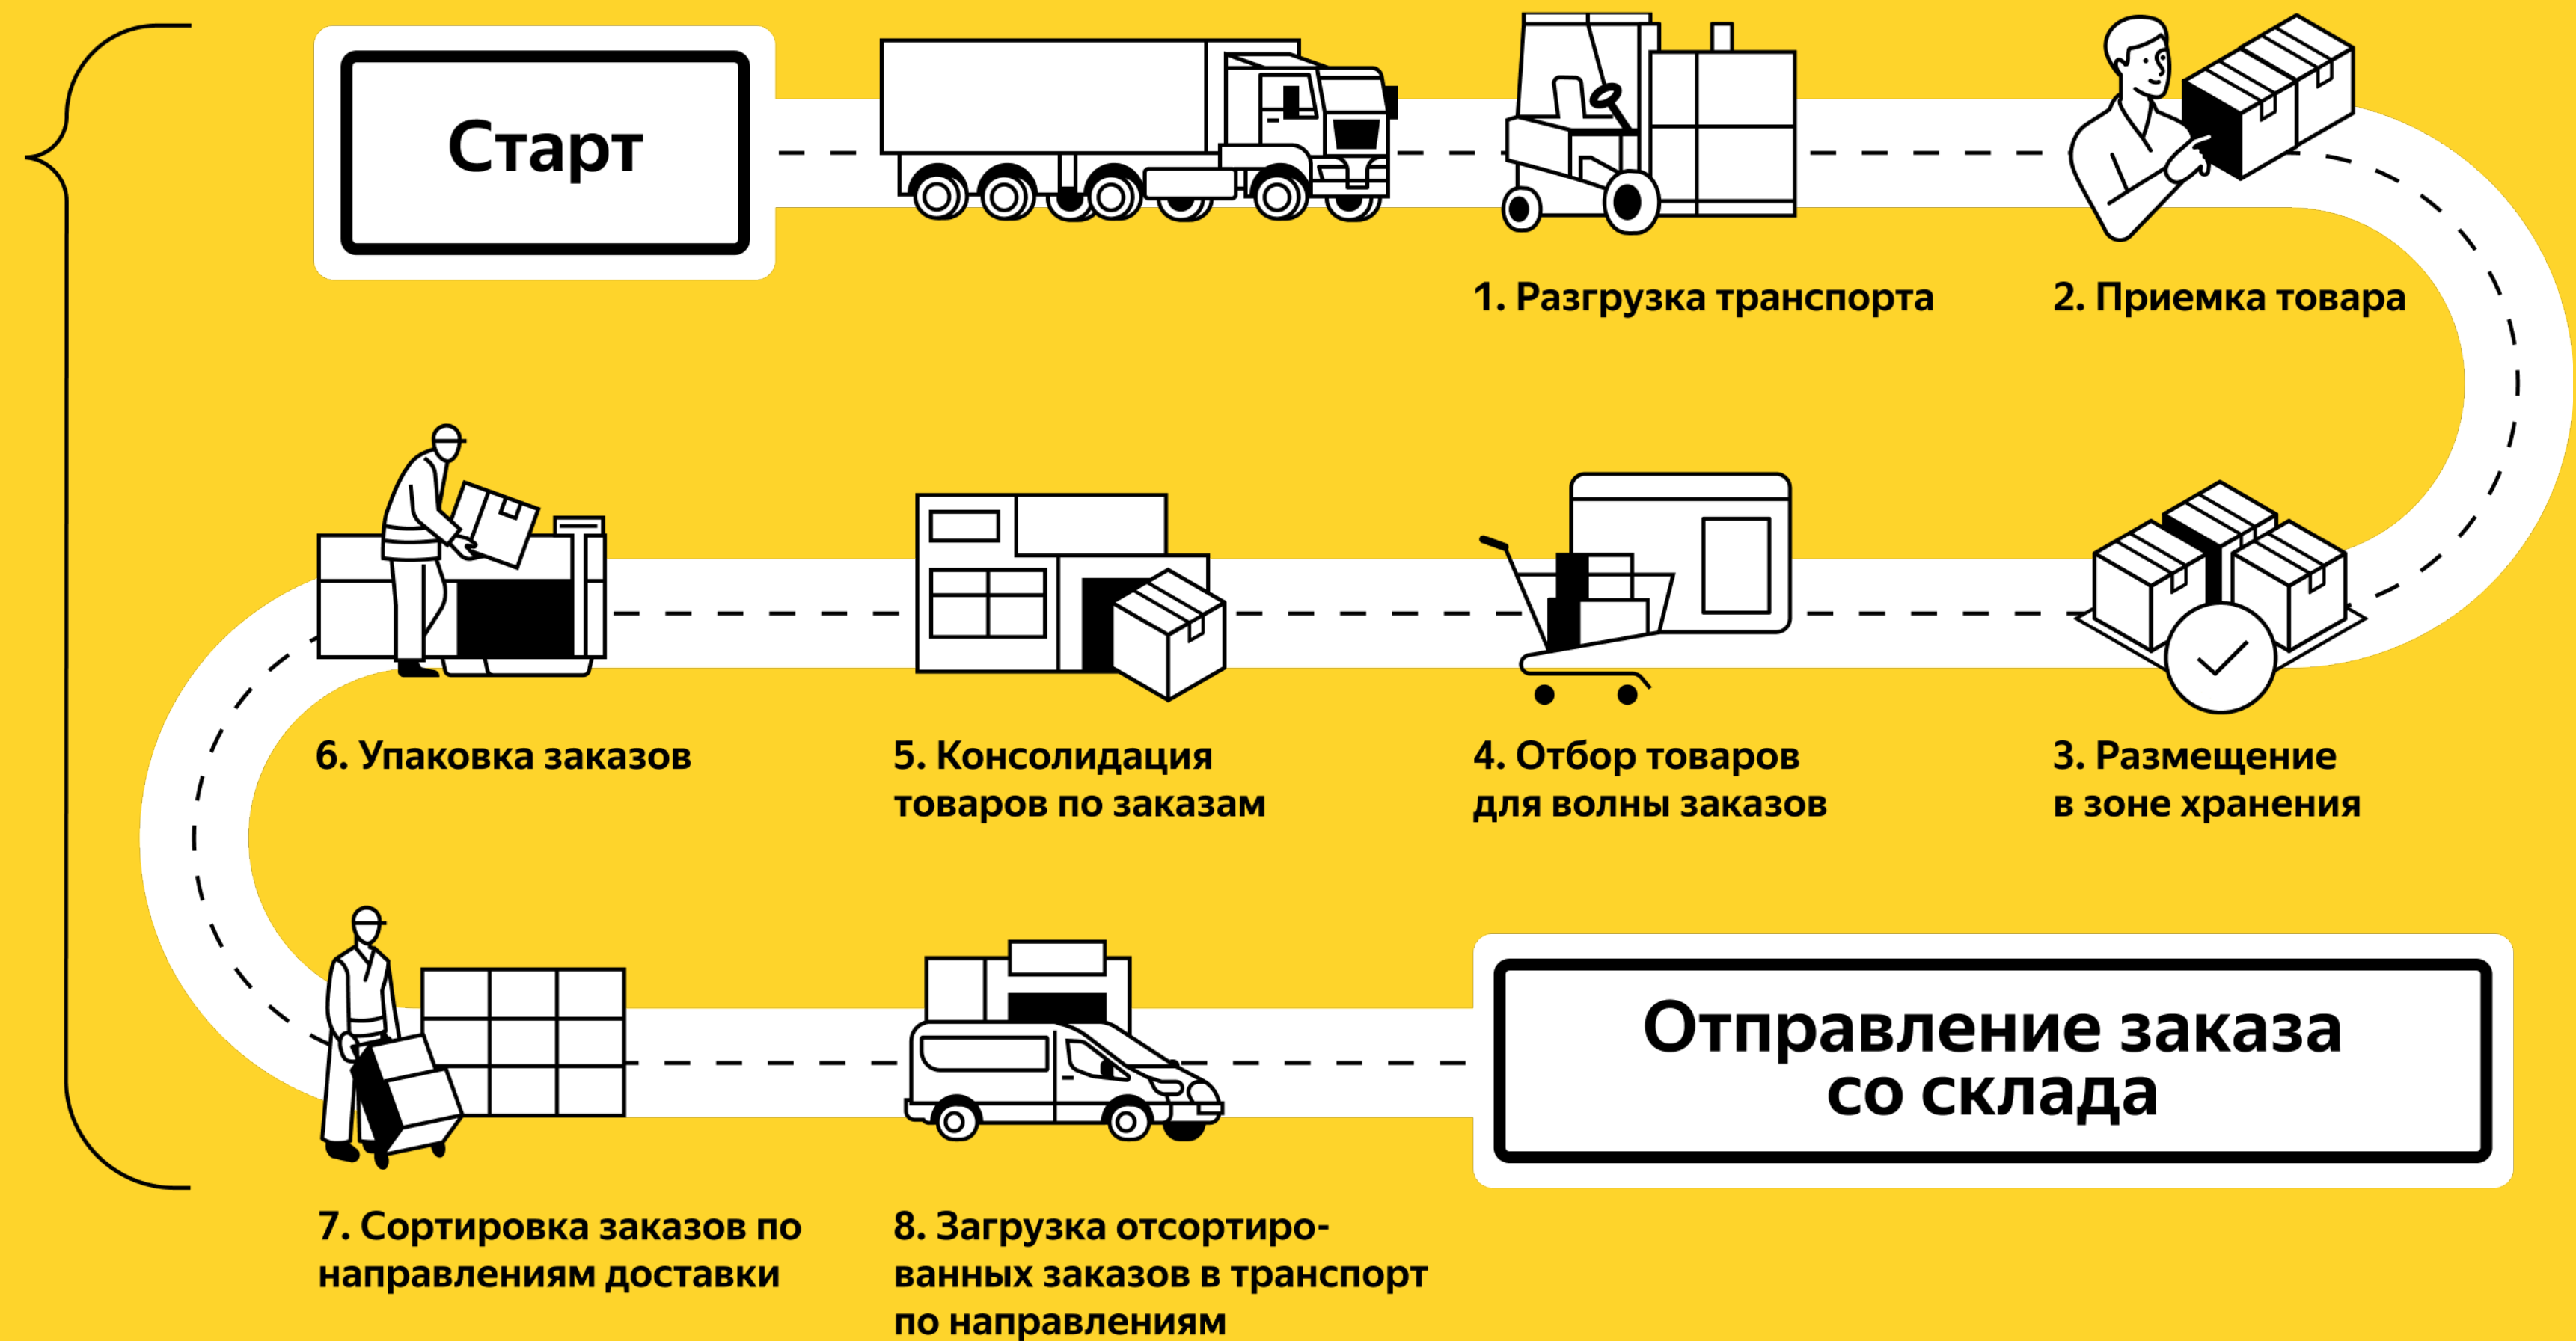 Старт
1. Разгрузка транспорта
2. Приемка товара
3. Размещение
в зоне хранения
4. Отбор товаров
для волны заказов
5. Консолидация
товаров по заказам
6. Упаковка заказов
7. Сортировка заказов по
направлениям доставки
8. Загрузка отсортиро-
ванных заказов в транспорт
по направлениям
Отправление заказа
со склада